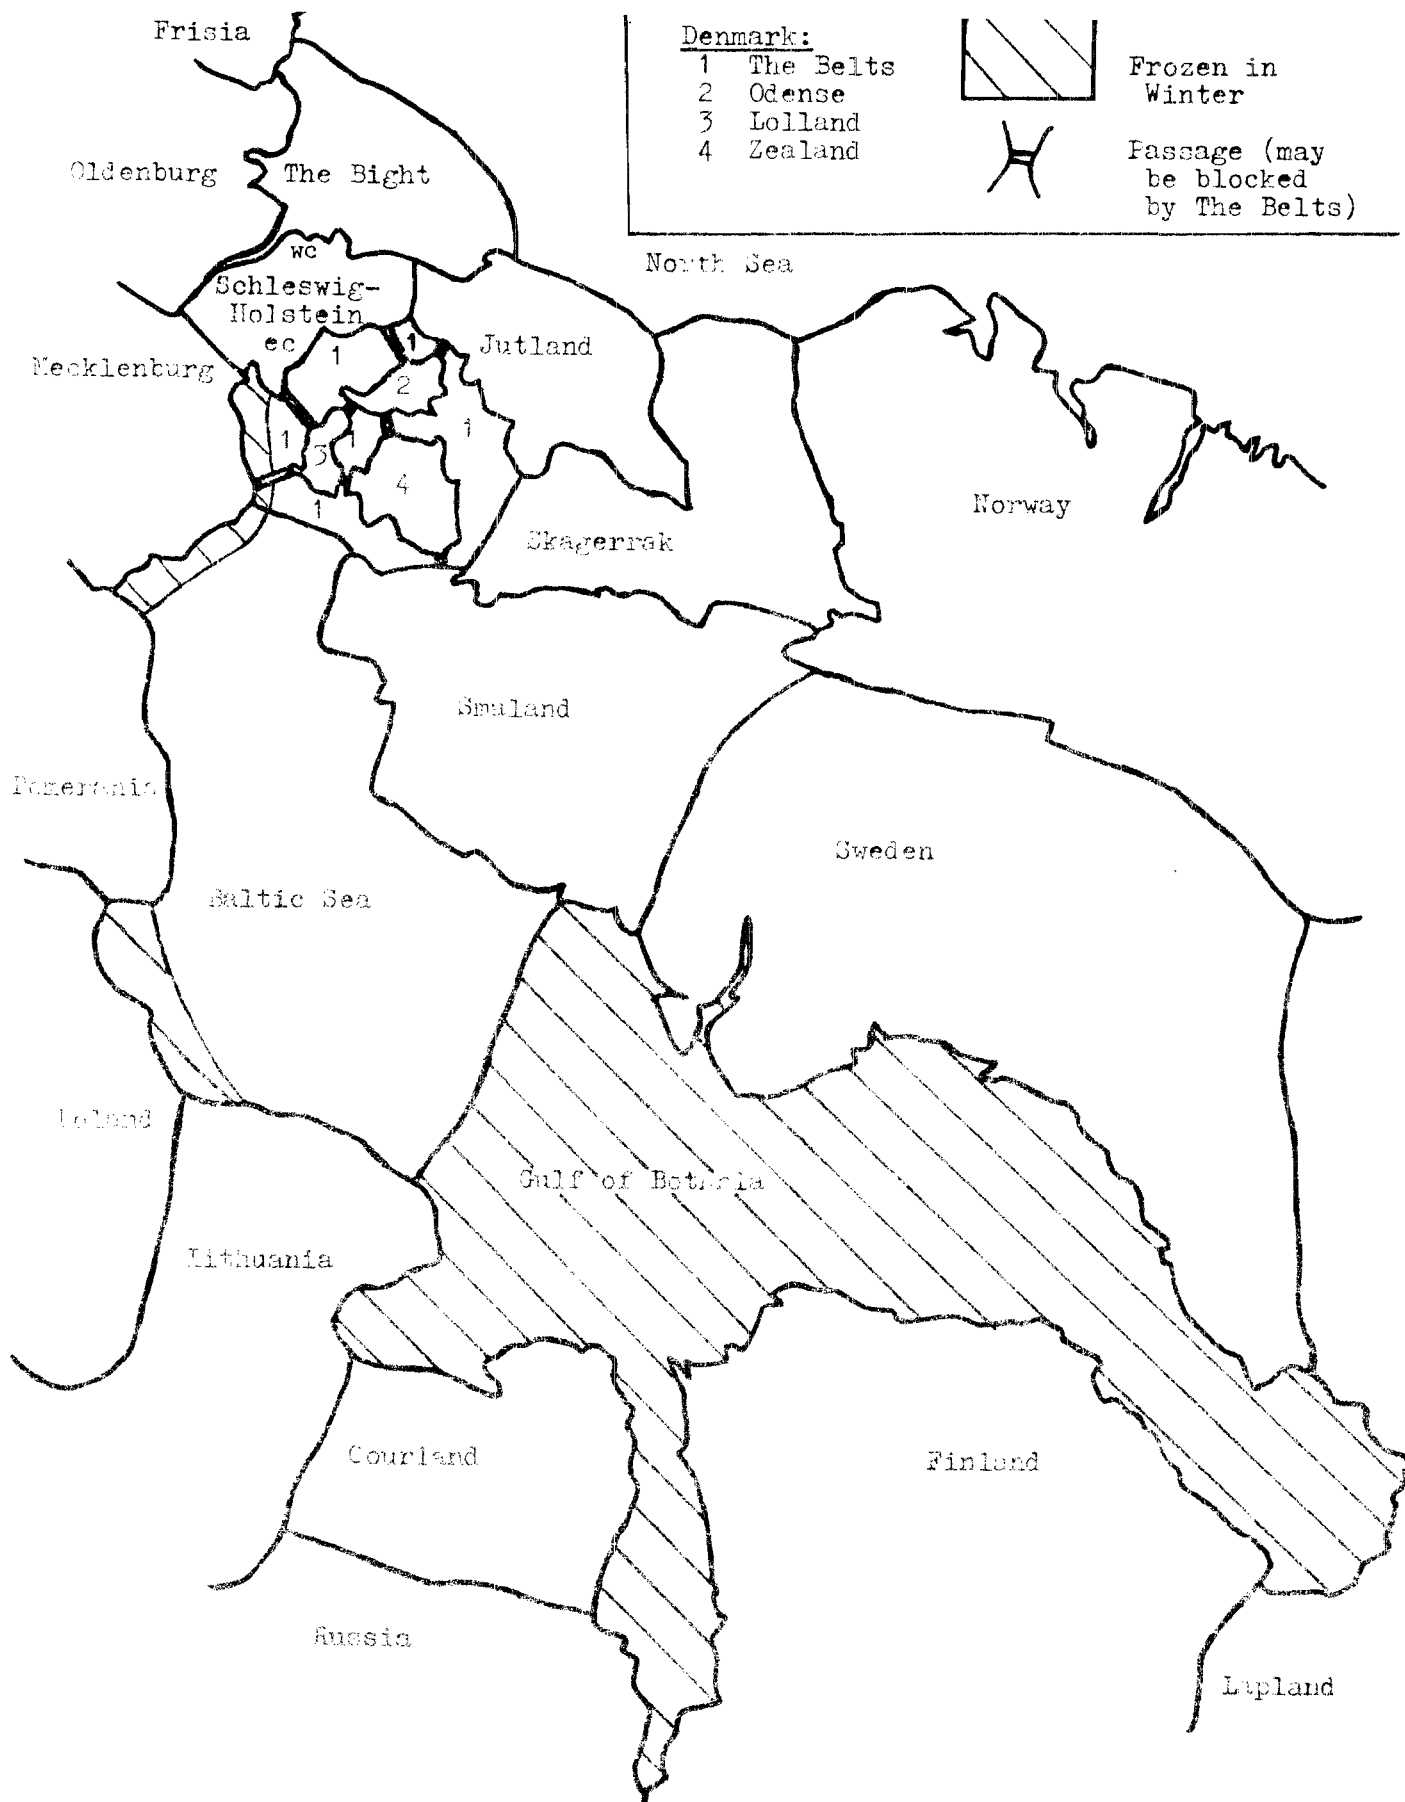 Frisia
Denmark:
1 The Belts
2 Odense
3 Lolland
4 Zealand
Frozen in
Winter
Passage (may
be blocked
by The Belts)
Oldenburg
The Bight
North Sea
wc
Schleswig-
Holstein
ec
1
1
Jutland
Mecklenburg
2
1
1
1
3
4
1
Norway
Skagerrak
Smaland
Pomerania
Sweden
Baltic Sea
Poland
Gulf of Bothnia
Lithuania
Courland
Finland
Russia
Lapland